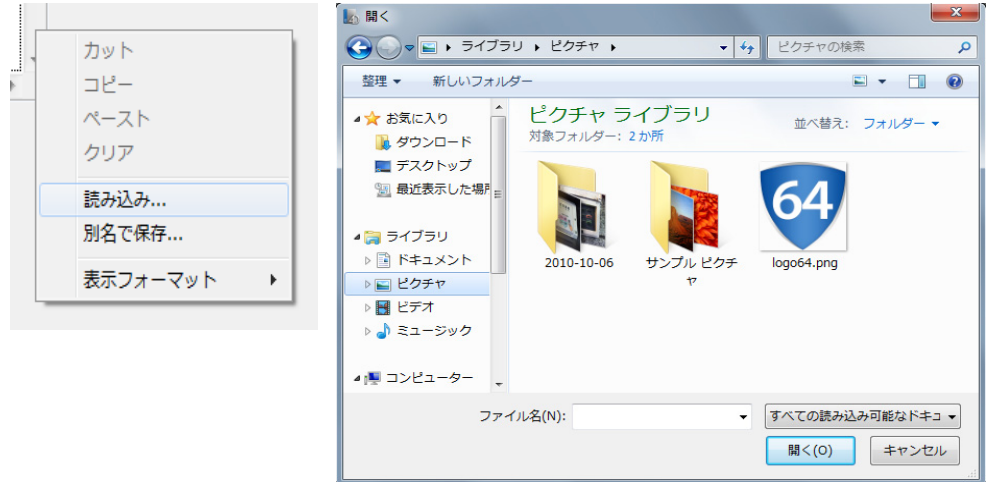 カット
コピー
ペースト
クリア
読み込み...
別名で保存...
表示フォーマット
開く
ライブラリ ピクチャ
ピクチャの検索
整理
新しいフォルダー
お気に入り
ダウンロード
デスクトップ
最近表示した場所
ライブラリ
ドキュメント
ピクチャ
ビデオ
ミュージック
コンピューター
ピクチャ ライブラリ
対象フォルダー: 2 か所
並べ替え: フォルダー
64
2010-10-06
サンプル ピクチ
ャ
logo64.png
ファイル名(N):
すべての読み込み可能なドキュ
開く(O)
キャンセル